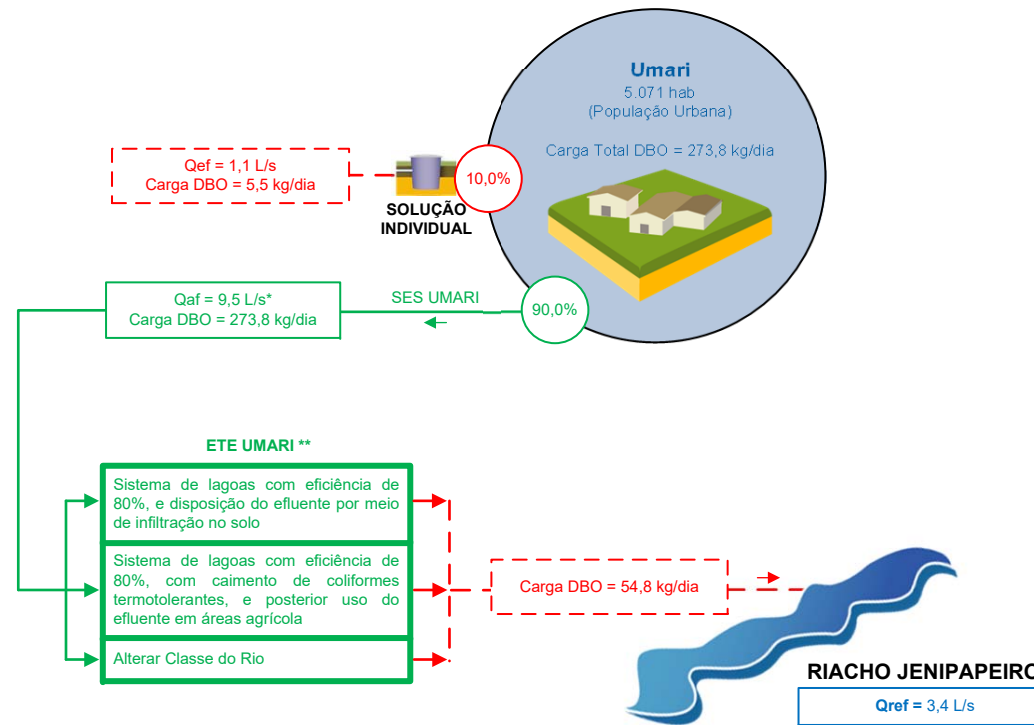 Umari
5.071 hab
(População Urbana)
Carga Total DBO = 273,8 kg/dia
Qef = 1,1 L/s
Carga DBO = 5,5 kg/dia
10,0%
SOLUÇÃO
INDIVIDUAL
Qaf = 9,5 L/s*
Carga DBO = 273,8 kg/dia
SES UMARI
90,0%
ETE UMARI **
Sistema de lagoas com eficiência de
80%, e disposição do efluente por meio
de infiltração no solo
Sistema de lagoas com eficiência de
80%, com caimento de coliformes
termotolerantes, e posterior uso do
efluente em áreas agrícola
Alterar Classe do Rio
Carga DBO = 54,8 kg/dia
RIACHO JENIPAPEIRO
Qref = 3,4 L/s